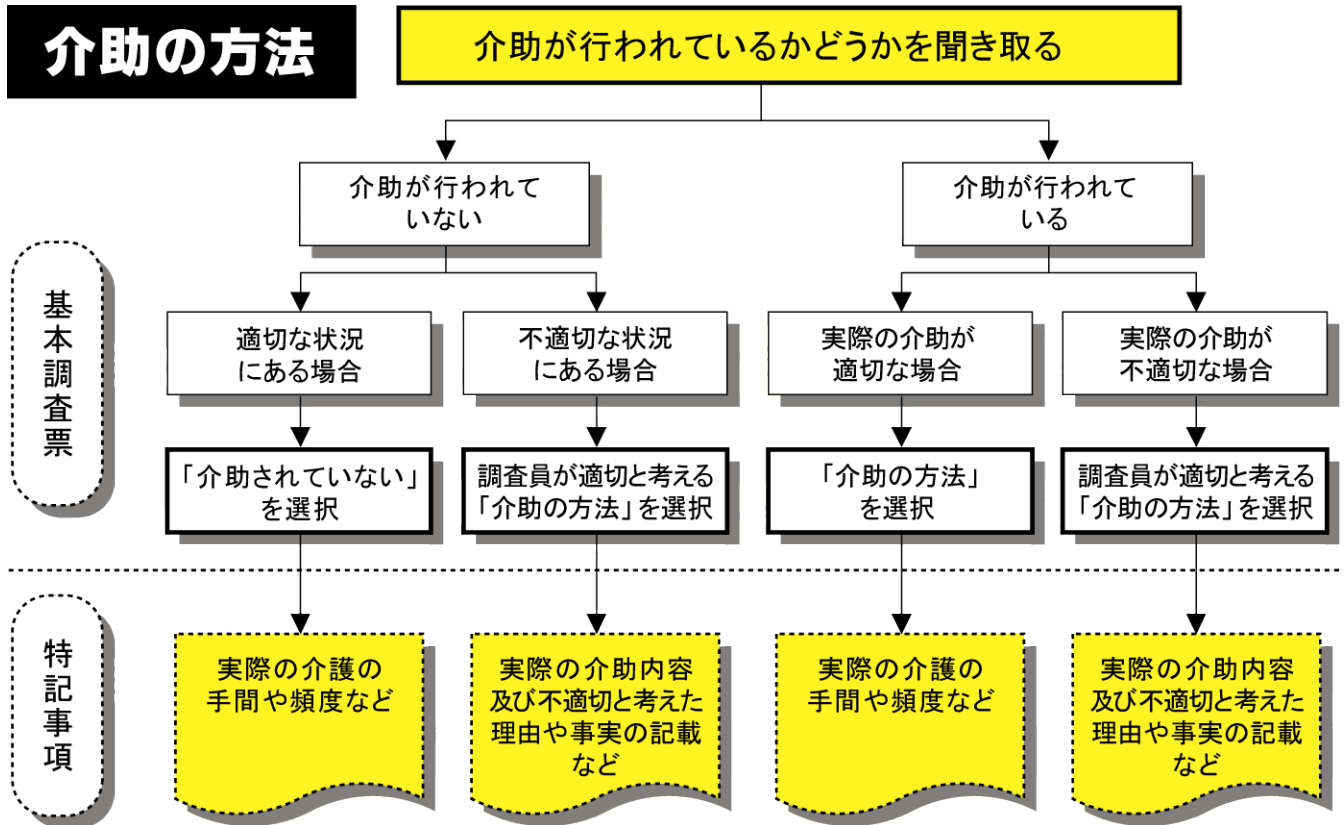 介助の方法
介助が行われているかどうかを聞き取る
介助が行われて
いない
介助が行われて
いる
基本調査票
適切な状況
にある場合
不適切な状況
にある場合
実際の介助が
適切な場合
実際の介助が
不適切な場合
「介助されていない」
を選択
調査員が適切と考える
「介助の方法」を選択
「介助の方法」
を選択
調査員が適切と考える
「介助の方法」を選択
特記事項
実際の介護の
手間や頻度など
実際の介助内容
及び不適切と考えた
理由や事実の記載
など
実際の介護の
手間や頻度など
実際の介助内容
及び不適切と考えた
理由や事実の記載
など